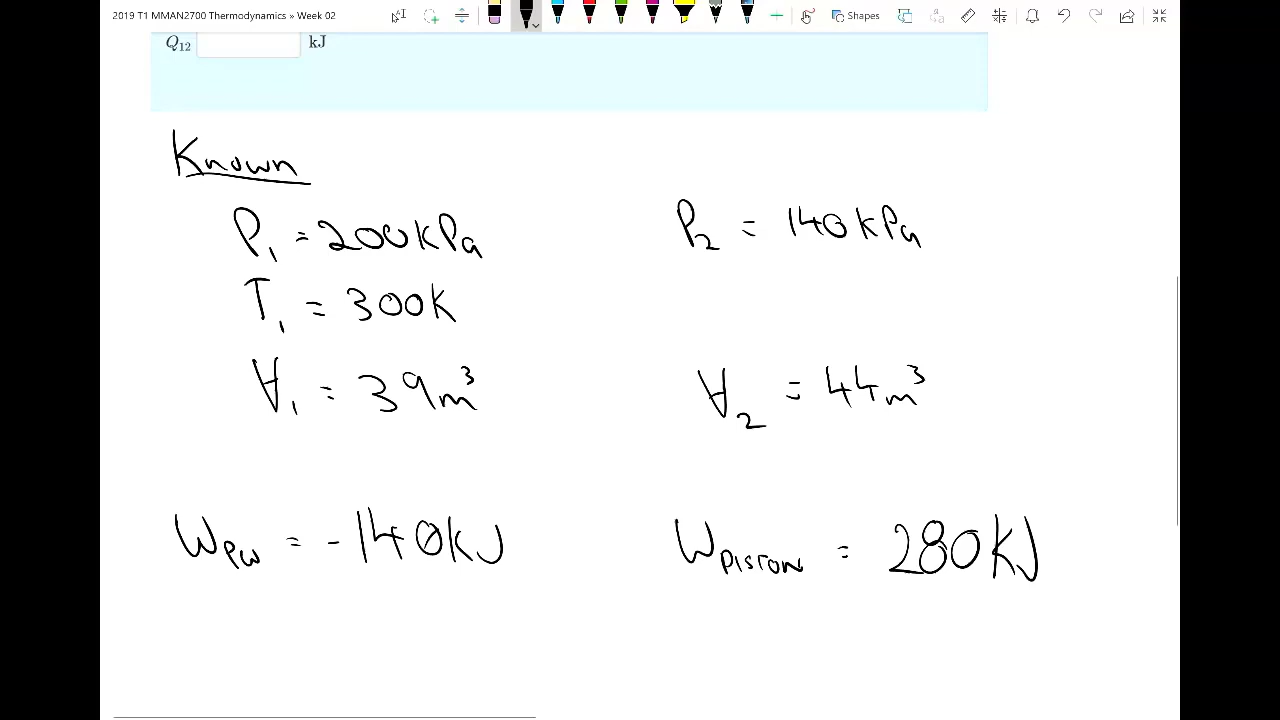 2019 T1 MMAN2700 Thermodynamics » Week 02
Shapes
Q12 kJ
Known
P1 = 200kPa P2 = 140kPa
T1 = 300K
V1 = 39m³ V2 = 44m³
WPW = -140kJ WPISTON = 280kJ